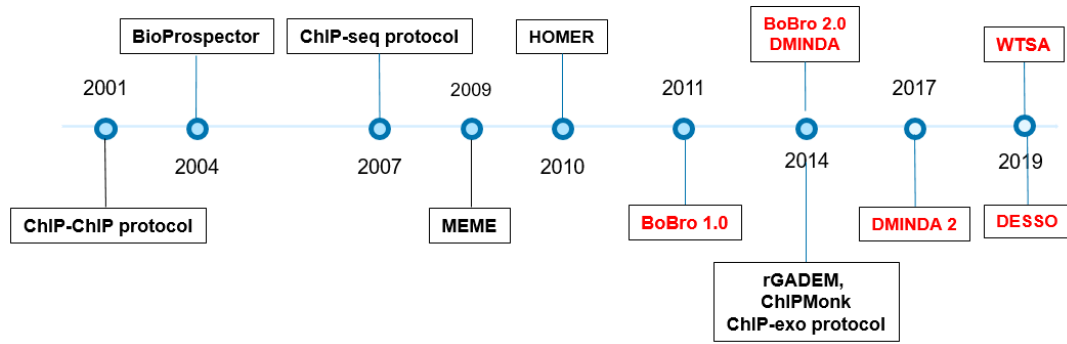 BioProspector
ChIP-seq protocol
HOMER
BoBro 2.0
DMINDA
WTSA
2001
2009
2011
2017
2004
2007
2010
2014
2019
ChIP-ChIP protocol
MEME
BoBro 1.0
DMINDA 2
DESSO
rGADEM,
ChIPMonk
ChIP-exo protocol